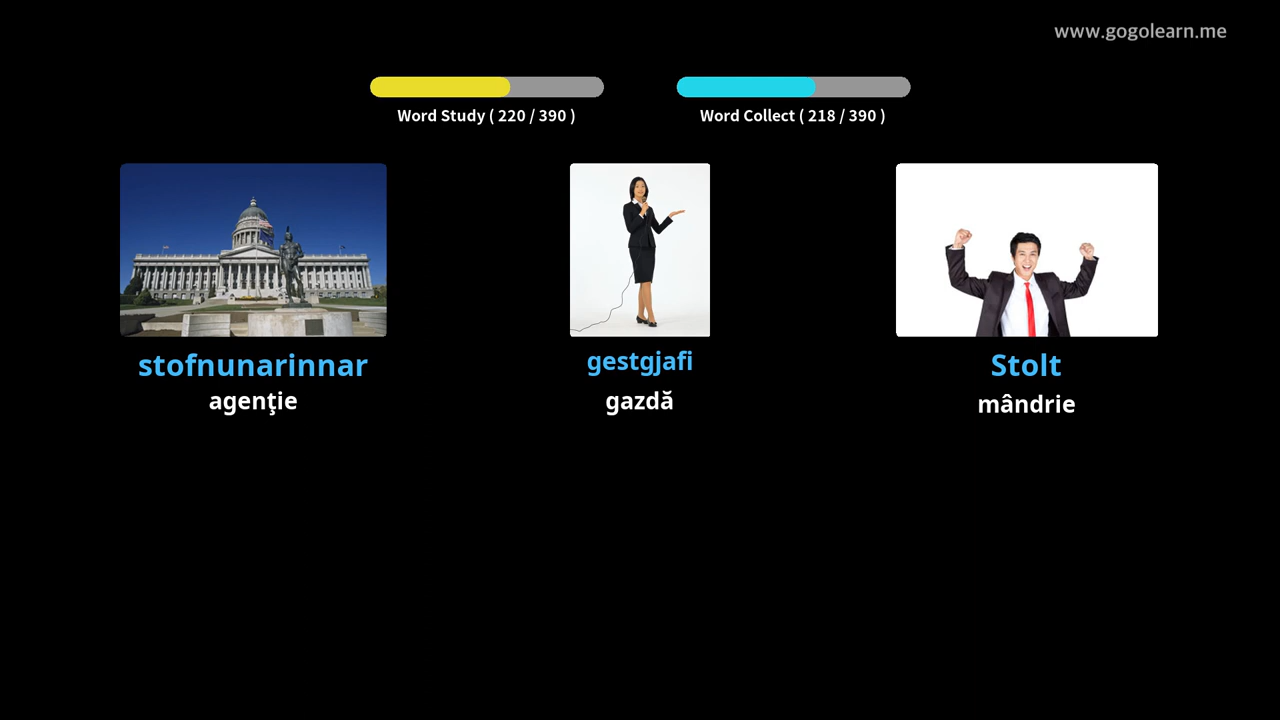 www.gogolearn.me
Word Study ( 220 / 390 )
Word Collect ( 218 / 390 )
stofnunarinnar
agenţie
gestgjafi
gazdă
Stolt
mândrie